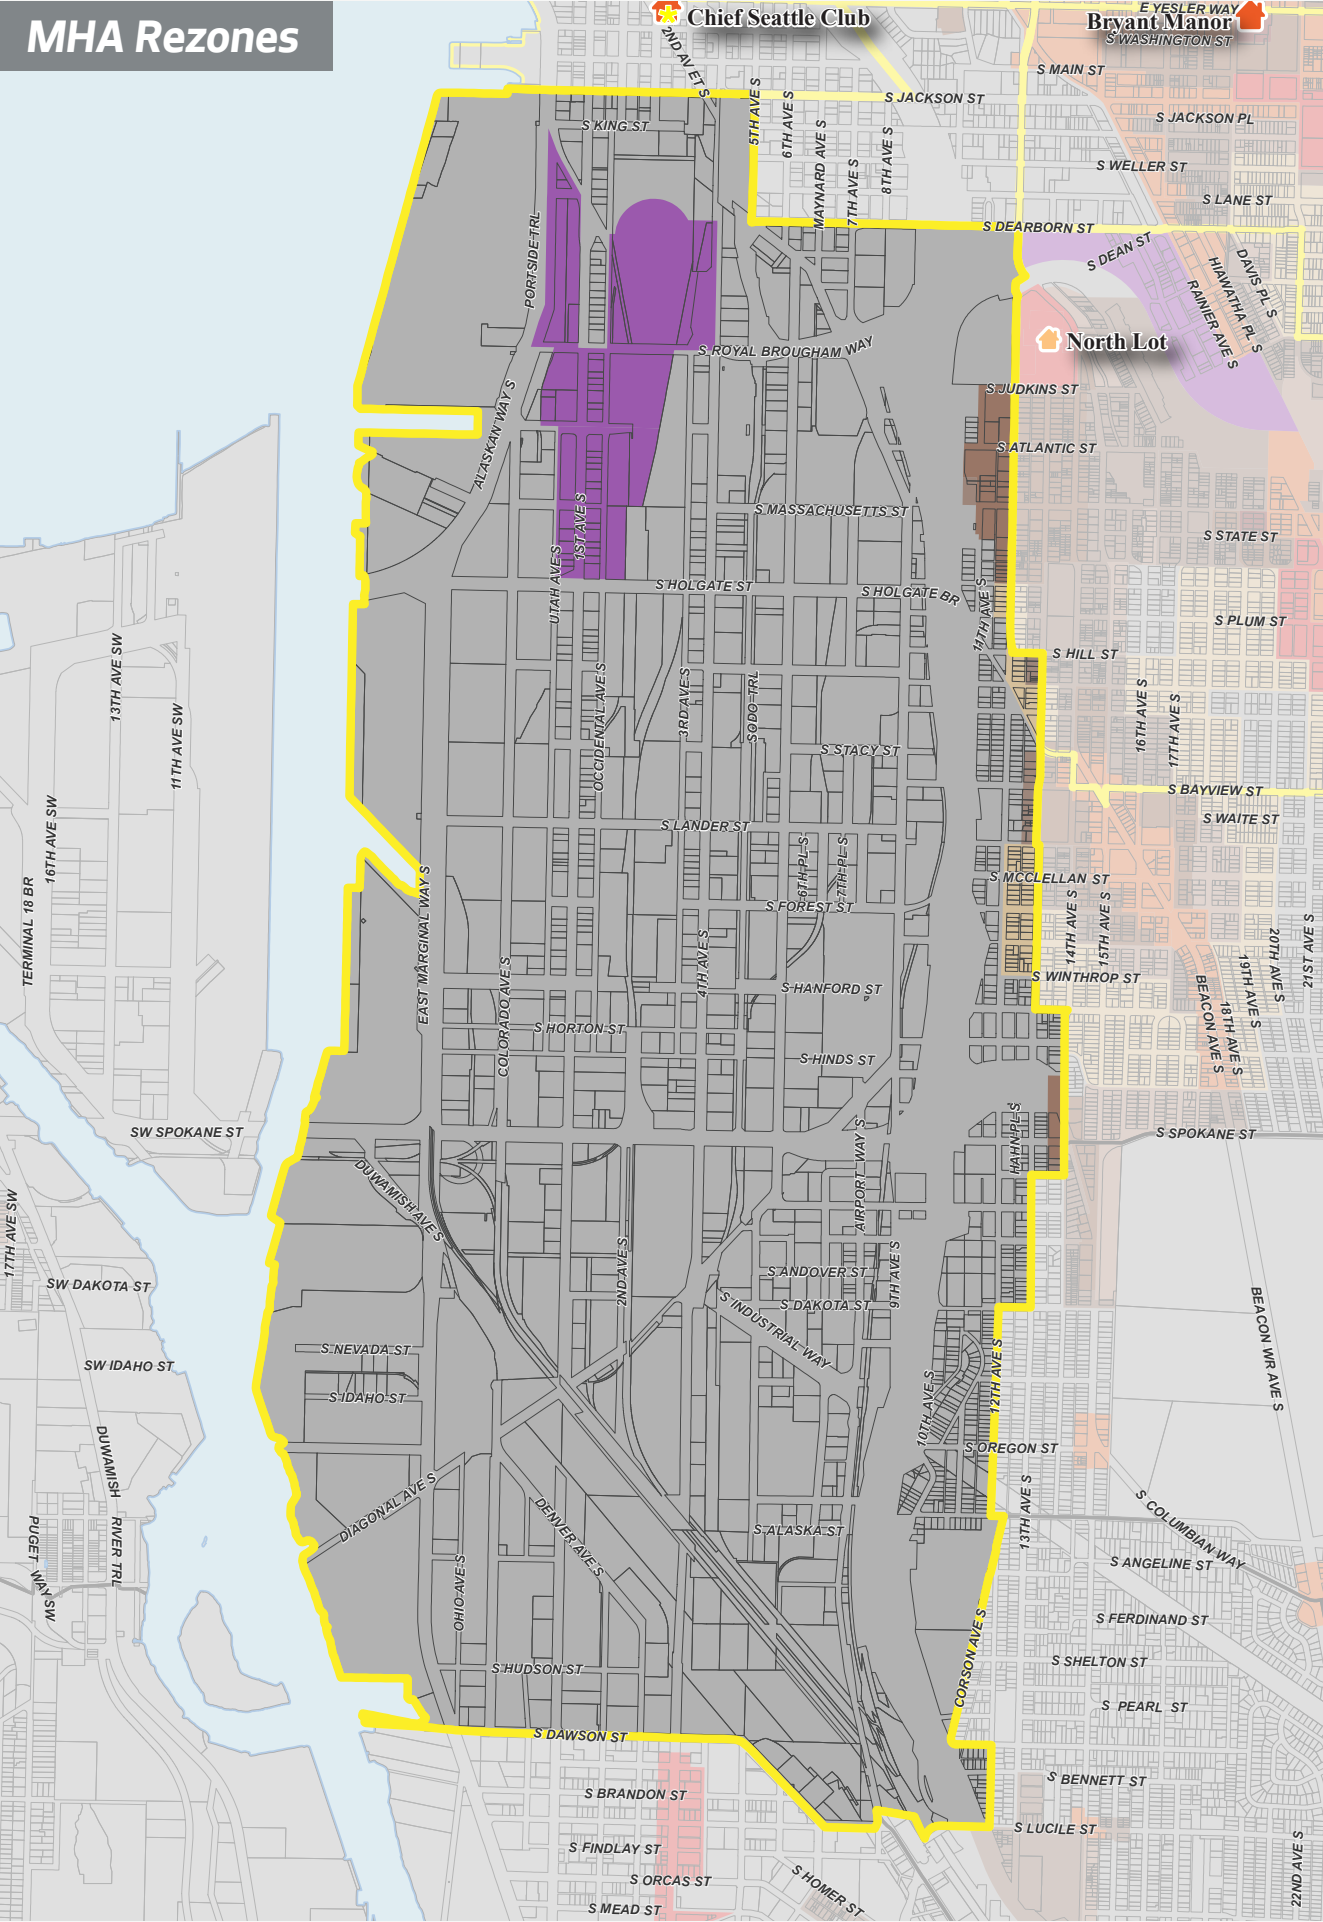 MHA Rezones
Chief Seattle Club
E YESLER WAY
Bryant Manor
S WASHINGTON ST
2ND AV ET S
S MAIN ST
S JACKSON ST
S JACKSON PL
S KING ST
5TH AVE S
6TH AVE S
MAYNARD AVE S
7TH AVE S
8TH AVE S
S WELLER ST
S LANE ST
S DEARBORN ST
S DEAN ST
DAVIS PL S
HIAWATHA PL S
RAINIER AVE S
PORTSIDE TRL
North Lot
S ROYAL BROUGHAM WAY
S JUDKINS ST
ALASKAN WAY S
S ATLANTIC ST
S MASSACHUSETTS ST
1ST AVE S
S STATE ST
UTAH AVE S
S HOLGATE ST
S HOLGATE BR
11TH AVE S
S PLUM ST
S HILL ST
13TH AVE SW
11TH AVE SW
OCCIDENTAL AVE S
3RD AVE S
SODO TRL
16TH AVE S
17TH AVE S
S STACY ST
S BAYVIEW ST
S WAITE ST
16TH AVE SW
S LANDER ST
6TH PL S
7TH PL S
S MCCLELLAN ST
TERMINAL 18 BR
EAST MARGINAL WAY S
S FOREST ST
14TH AVE S
15TH AVE S
4TH AVE S
COLORADO AVE S
S WINTHROP ST
S HANFORD ST
BEACON AVE S
18TH AVE S
19TH AVE S
20TH AVE S
21ST AVE S
S HORTON ST
S HINDS ST
SW SPOKANE ST
S SPOKANE ST
HAHN PL S
AIRPORT WAY S
DUWAMISH AVE S
17TH AVE SW
2ND AVE S
9TH AVE S
SW DAKOTA ST
S ANDOVER ST
S DAKOTA ST
S INDUSTRIAL WAY
BEACON WR AVE S
S NEVADA ST
SW IDAHO ST
S IDAHO ST
12TH AVE S
10TH AVE S
S OREGON ST
DUWAMISH RIVER TRL
DIAGONAL AVE S
DENVER AVE S
S ALASKA ST
13TH AVE S
S COLUMBIAN WAY
S ANGELINE ST
PUGET WAY SW
OHIO AVE S
S FERDINAND ST
CORSON AVE S
S SHELTON ST
S HUDSON ST
S PEARL ST
S DAWSON ST
S BENNETT ST
S BRANDON ST
S LUCILE ST
S FINDLAY ST
S ORCAS ST
S HOMER ST
22ND AVE S
S MEAD ST